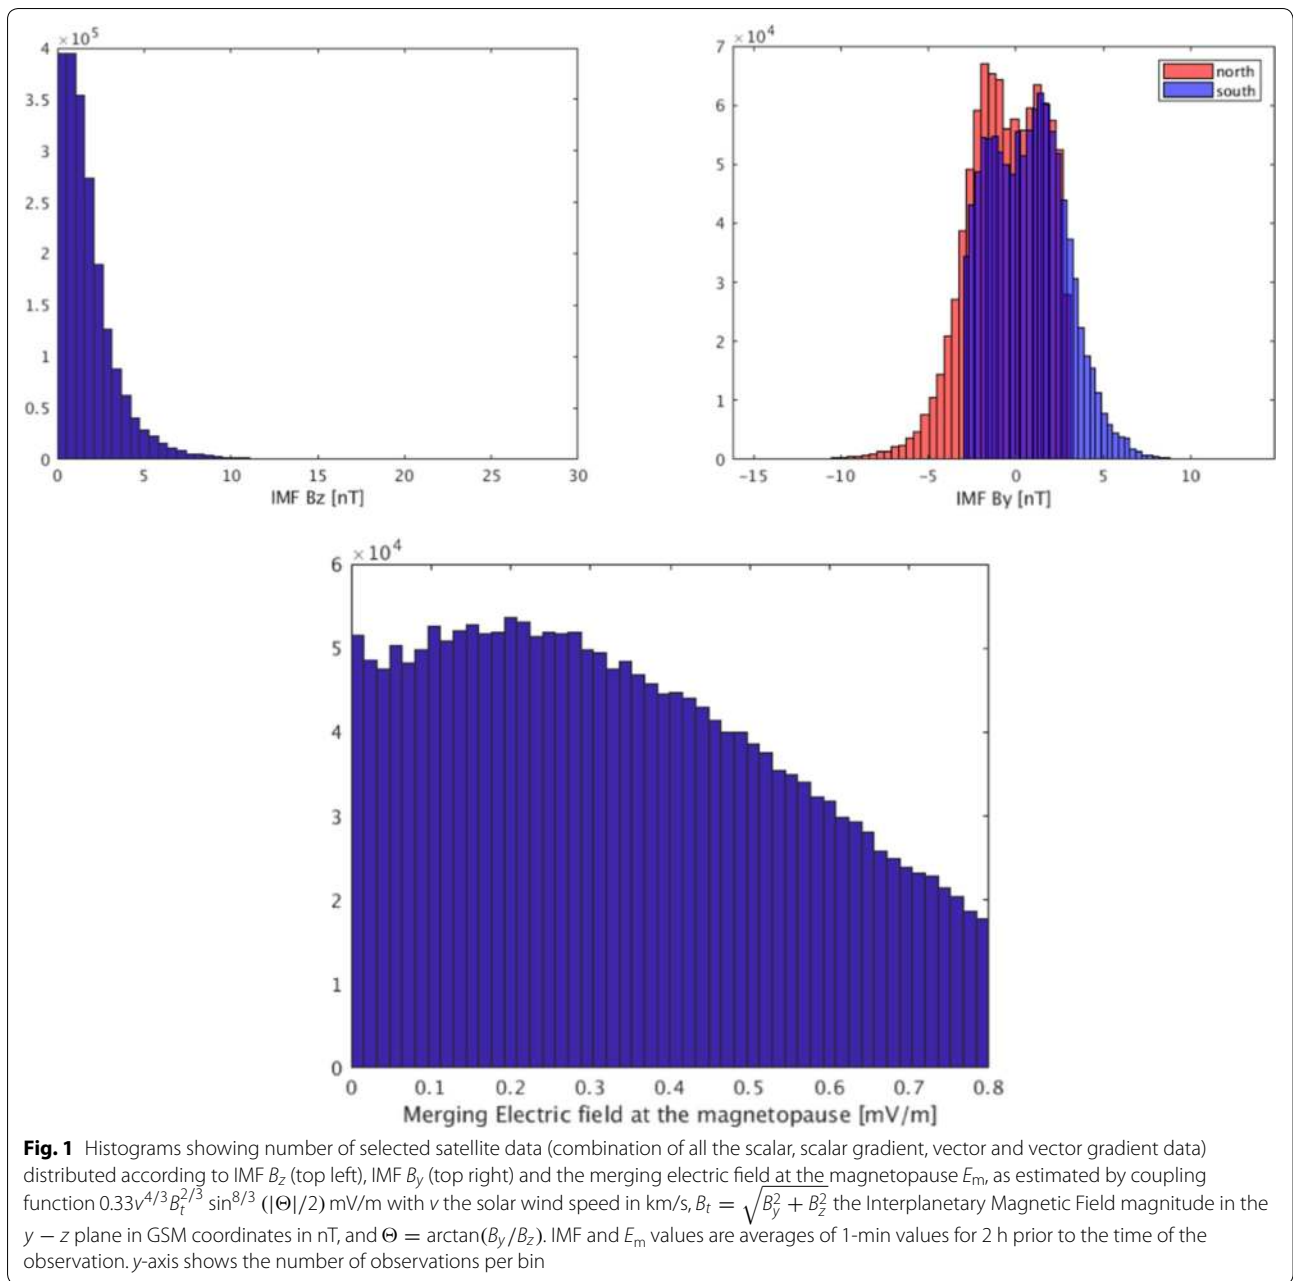 ×10⁵
4
3.5
3
2.5
2
1.5
1
0.5
0
0 5 10 15 20 25 30
IMF Bz [nT]
×10⁴
7
6
5
4
3
2
1
0
−15 −10 −5 0 5 10
IMF By [nT]
north
south
×10⁴
6
5
4
3
2
1
0
0 0.1 0.2 0.3 0.4 0.5 0.6 0.7 0.8
Merging Electric field at the magnetopause [mV/m]
Fig. 1 Histograms showing number of selected satellite data (combination of all the scalar, scalar gradient, vector and vector gradient data)
distributed according to IMF B_z (top left), IMF B_y (top right) and the merging electric field at the magnetopause E_m, as estimated by coupling
function 0.33v^{4/3}B_t^{2/3} sin^{8/3} (|Θ|/2) mV/m with v the solar wind speed in km/s, B_t = √(B_y^2 + B_z^2) the Interplanetary Magnetic Field magnitude in the
y − z plane in GSM coordinates in nT, and Θ = arctan(B_y/B_z). IMF and E_m values are averages of 1-min values for 2 h prior to the time of the
observation. y-axis shows the number of observations per bin